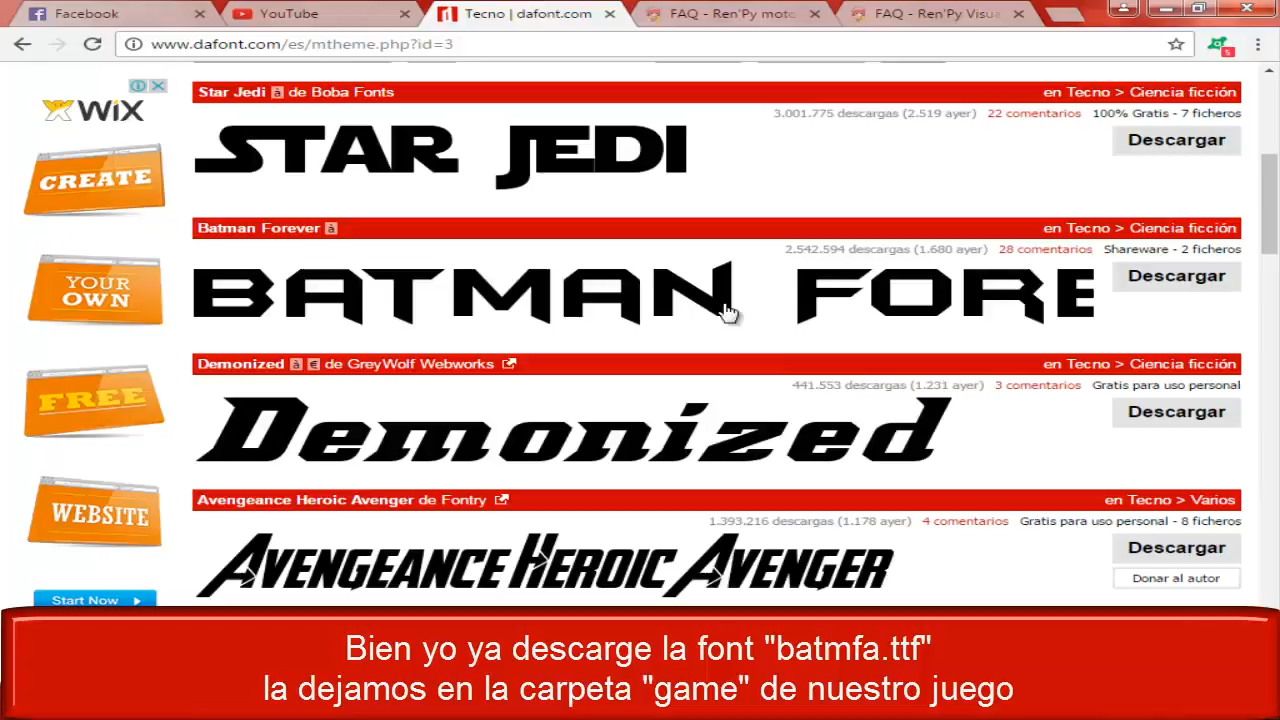 Facebook
YouTube
Tecno | dafont.com
FAQ - Ren'Py moto
FAQ - Ren'Py Visua
www.dafont.com/es/mtheme.php?id=3
5
WiX
CREATE
YOUR
OWN
FREE
WEBSITE
Start Now
Star Jedi à de Boba Fonts
en Tecno > Ciencia ficción
3.001.775 descargas (2.519 ayer) 22 comentarios 100% Gratis - 7 ficheros
STAR JEDI
Descargar
Batman Forever à
en Tecno > Ciencia ficción
2.542.594 descargas (1.680 ayer) 28 comentarios Shareware - 2 ficheros
BATMAN FORE
Descargar
Demonized à € de GreyWolf Webworks
en Tecno > Ciencia ficción
441.553 descargas (1.231 ayer) 3 comentarios Gratis para uso personal
Demonized
Descargar
Avengeance Heroic Avenger de Fontry
en Tecno > Varios
1.393.216 descargas (1.178 ayer) 4 comentarios Gratis para uso personal - 8 ficheros
AVENGEANCE HEROIC AVENGER
Descargar
Donar al autor
Bien yo ya descarge la font "batmfa.ttf"
la dejamos en la carpeta "game" de nuestro juego